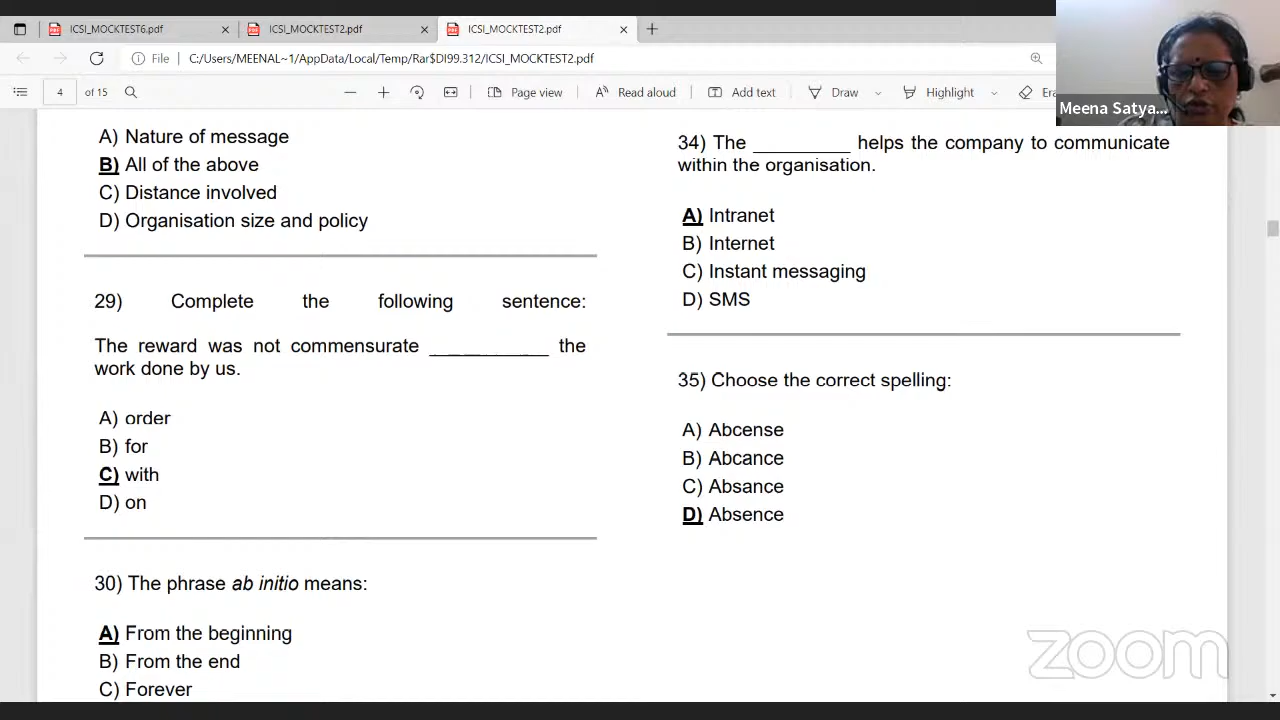 ICSI_MOCKTEST6.pdf
ICSI_MOCKTEST2.pdf
ICSI_MOCKTEST2.pdf
File
C:/Users/MEENAL~1/AppData/Local/Temp/Rar$DI99.312/ICSI_MOCKTEST2.pdf
4 of 15
Page view
Read aloud
Add text
Draw
Highlight
Meena Satya...
A) Nature of message
B) All of the above
C) Distance involved
D) Organisation size and policy
29) Complete the following sentence:
The reward was not commensurate ___________ the
work done by us.
A) order
B) for
C) with
D) on
30) The phrase ab initio means:
A) From the beginning
B) From the end
C) Forever
34) The _________ helps the company to communicate
within the organisation.
A) Intranet
B) Internet
C) Instant messaging
D) SMS
35) Choose the correct spelling:
A) Abcense
B) Abcance
C) Absance
D) Absence
zoom